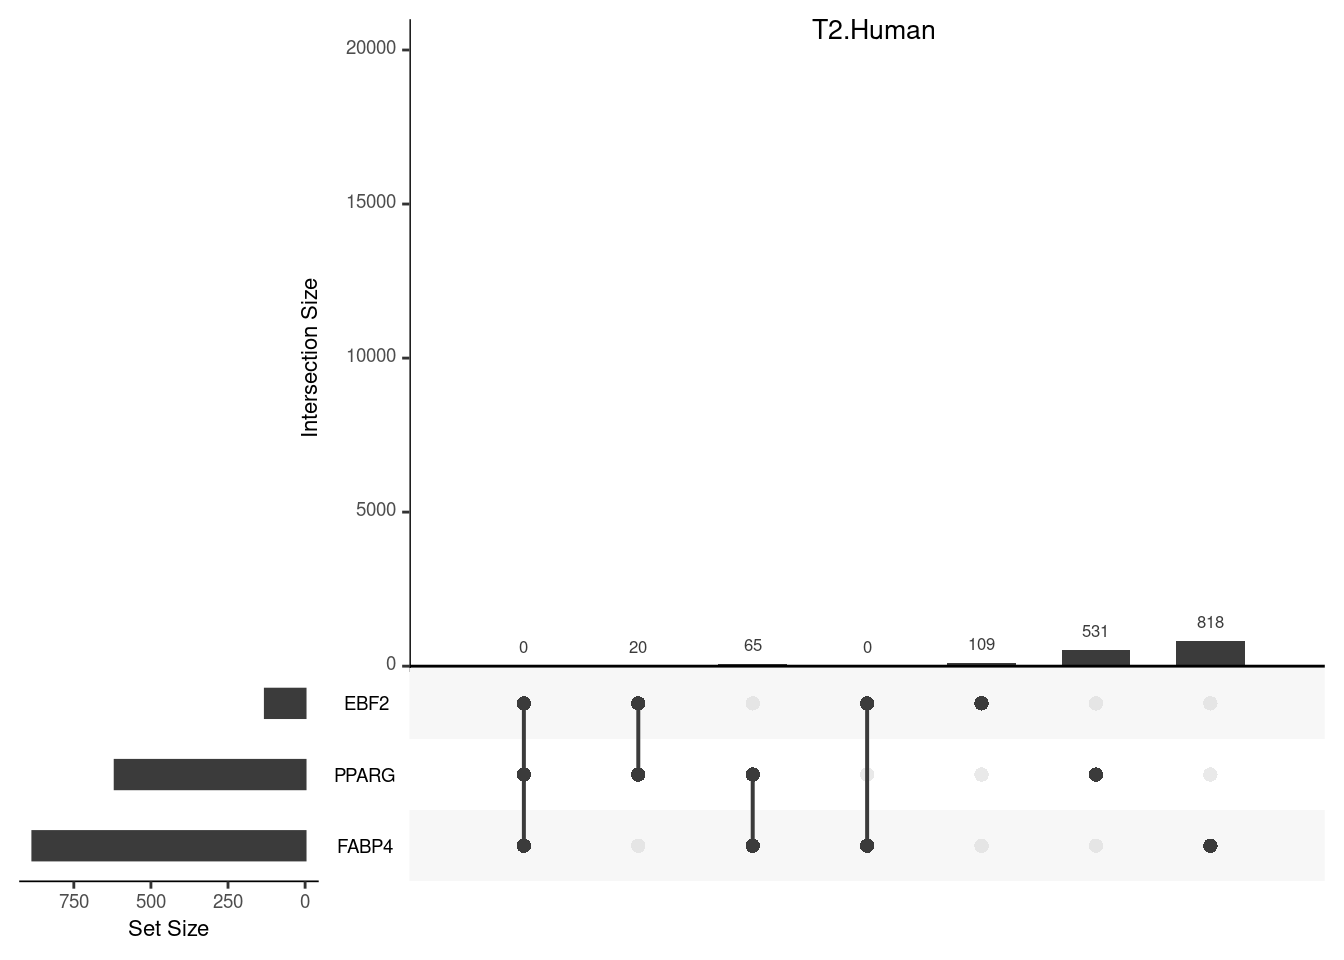 T2.Human
20000
15000
10000
5000
0
Intersection Size
0 20 65 0 109 531 818
EBF2
PPARG
FABP4
750 500 250 0
Set Size